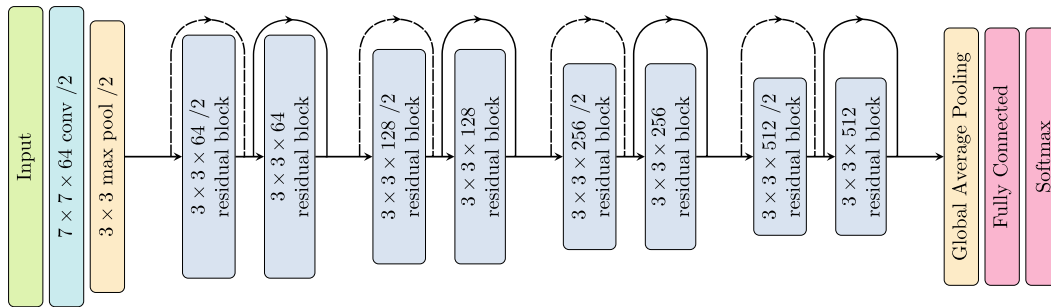 Input
7 × 7 × 64 conv /2
3 × 3 max pool /2
3 × 3 × 64 /2
residual block
3 × 3 × 64
residual block
3 × 3 × 128 /2
residual block
3 × 3 × 128
residual block
3 × 3 × 256 /2
residual block
3 × 3 × 256
residual block
3 × 3 × 512 /2
residual block
3 × 3 × 512
residual block
Global Average Pooling
Fully Connected
Softmax